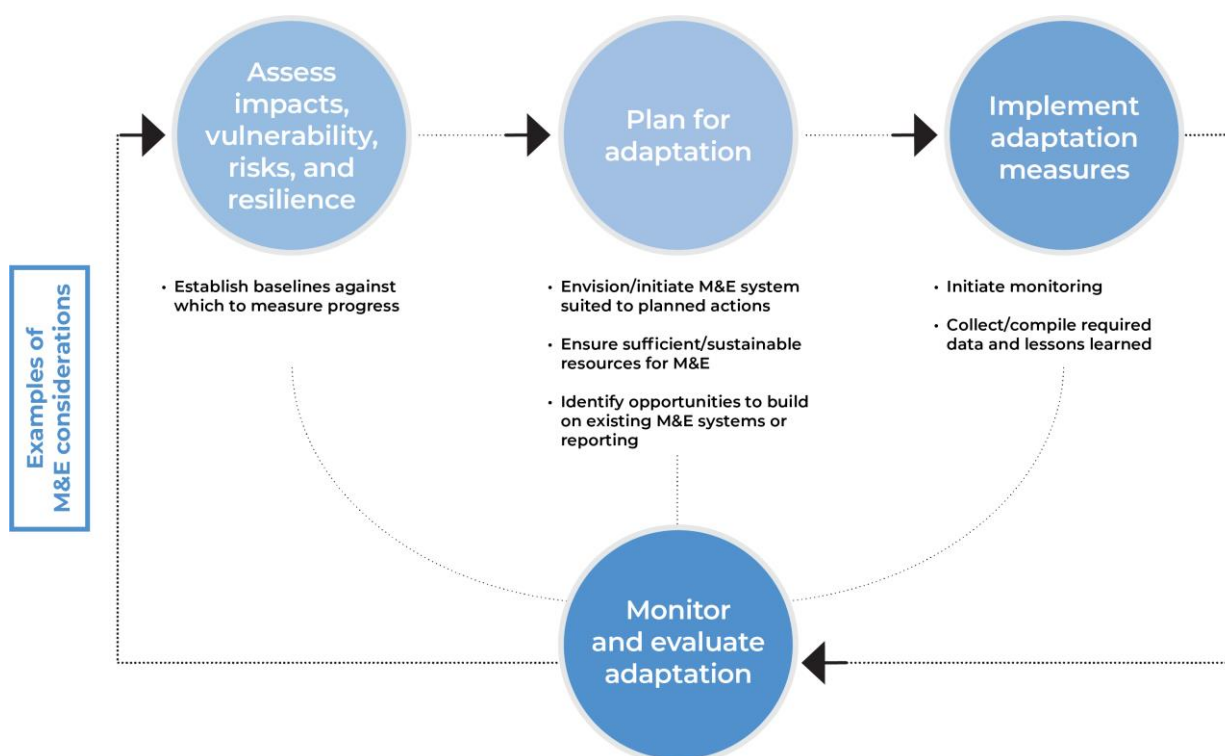 Assess
impacts,
vulnerability,
risks, and
resilience
Plan for
adaptation
Implement
adaptation
measures
Examples of
M&E considerations
• Establish baselines against
which to measure progress
• Envision/initiate M&E system
suited to planned actions
• Ensure sufficient/sustainable
resources for M&E
• Identify opportunities to build
on existing M&E systems or
reporting
• Initiate monitoring
• Collect/compile required
data and lessons learned
Monitor
and evaluate
adaptation